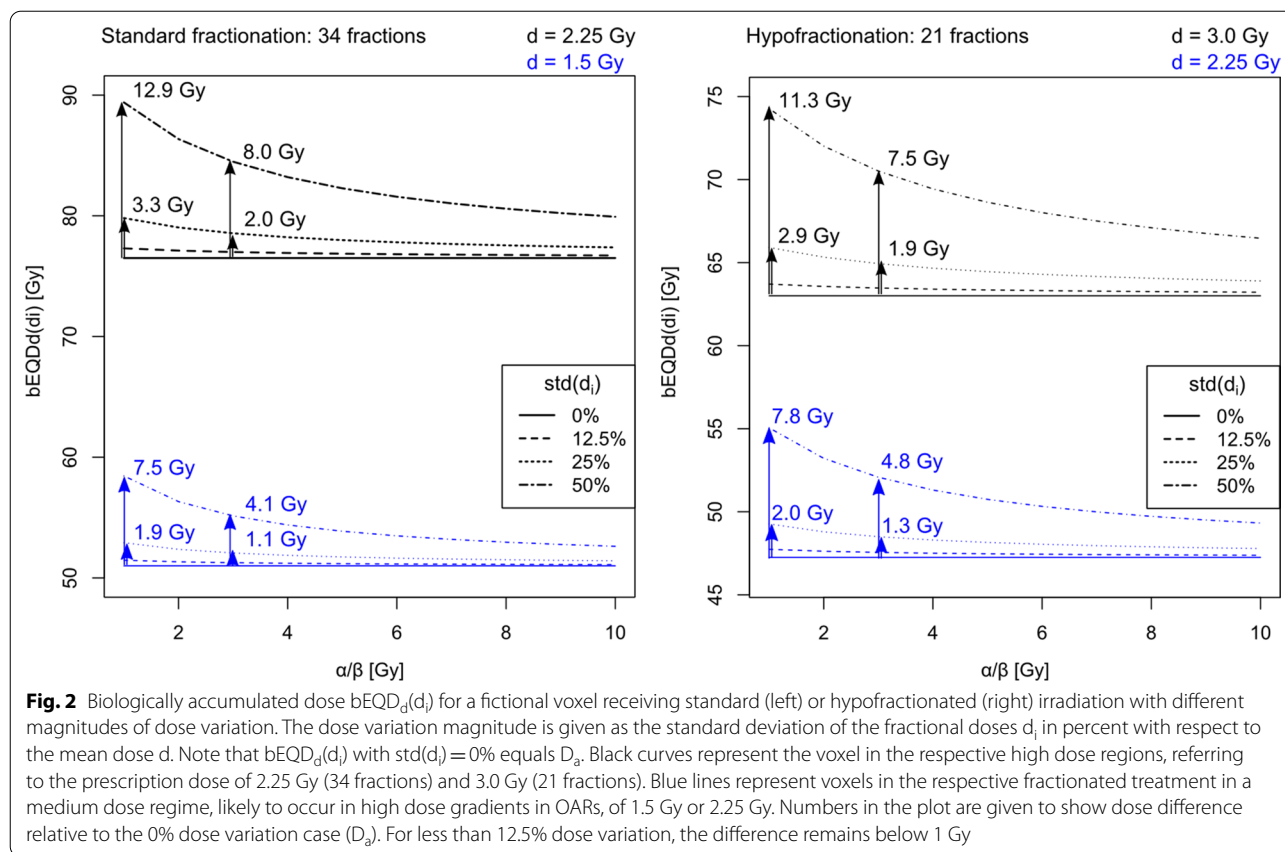 Standard fractionation: 34 fractions
d = 2.25 Gy
d = 1.5 Gy
12.9 Gy
8.0 Gy
3.3 Gy
2.0 Gy
7.5 Gy
4.1 Gy
1.9 Gy
1.1 Gy
std(dᵢ)
0%
12.5%
25%
50%
bEQDd(di) [Gy]
90
80
70
60
50
2
4
6
8
10
α/β [Gy]
Hypofractionation: 21 fractions
d = 3.0 Gy
d = 2.25 Gy
11.3 Gy
7.5 Gy
2.9 Gy
1.9 Gy
7.8 Gy
4.8 Gy
2.0 Gy
1.3 Gy
std(dᵢ)
0%
12.5%
25%
50%
bEQDd(di) [Gy]
75
70
65
60
55
50
45
2
4
6
8
10
α/β [Gy]
Fig. 2 Biologically accumulated dose bEQD_d(dᵢ) for a fictional voxel receiving standard (left) or hypofractionated (right) irradiation with different
magnitudes of dose variation. The dose variation magnitude is given as the standard deviation of the fractional doses dᵢ in percent with respect to
the mean dose d. Note that bEQD_d(dᵢ) with std(dᵢ) = 0% equals Dₐ. Black curves represent the voxel in the respective high dose regions, referring
to the prescription dose of 2.25 Gy (34 fractions) and 3.0 Gy (21 fractions). Blue lines represent voxels in the respective fractionated treatment in a
medium dose regime, likely to occur in high dose gradients in OARs, of 1.5 Gy or 2.25 Gy. Numbers in the plot are given to show dose difference
relative to the 0% dose variation case (Dₐ). For less than 12.5% dose variation, the difference remains below 1 Gy